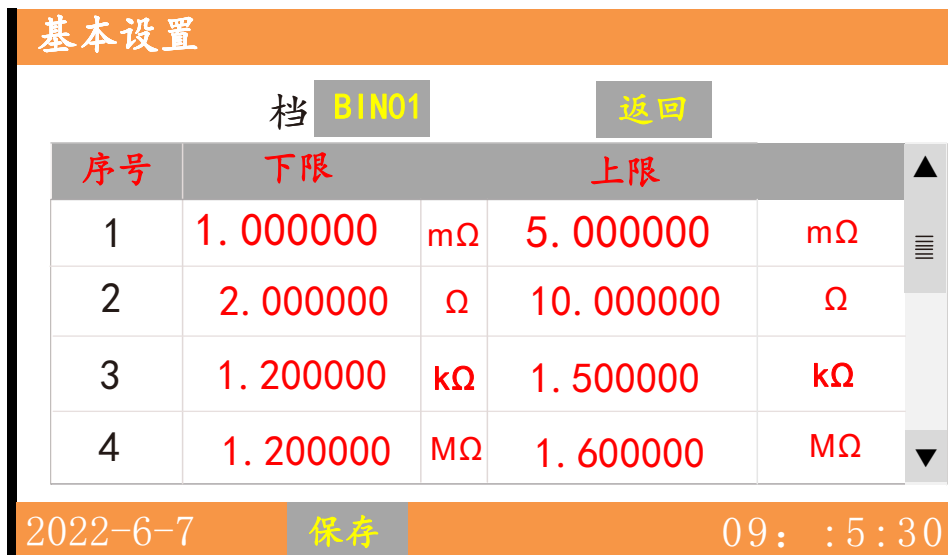 基本设置
档 BIN01 返回
序号 下限 上限 ▲
1 1.000000 mΩ 5.000000 mΩ
2 2.000000 Ω 10.000000 Ω
3 1.200000 kΩ 1.500000 kΩ
4 1.200000 MΩ 1.600000 MΩ ▼
2022-6-7 保存 09: :5:30